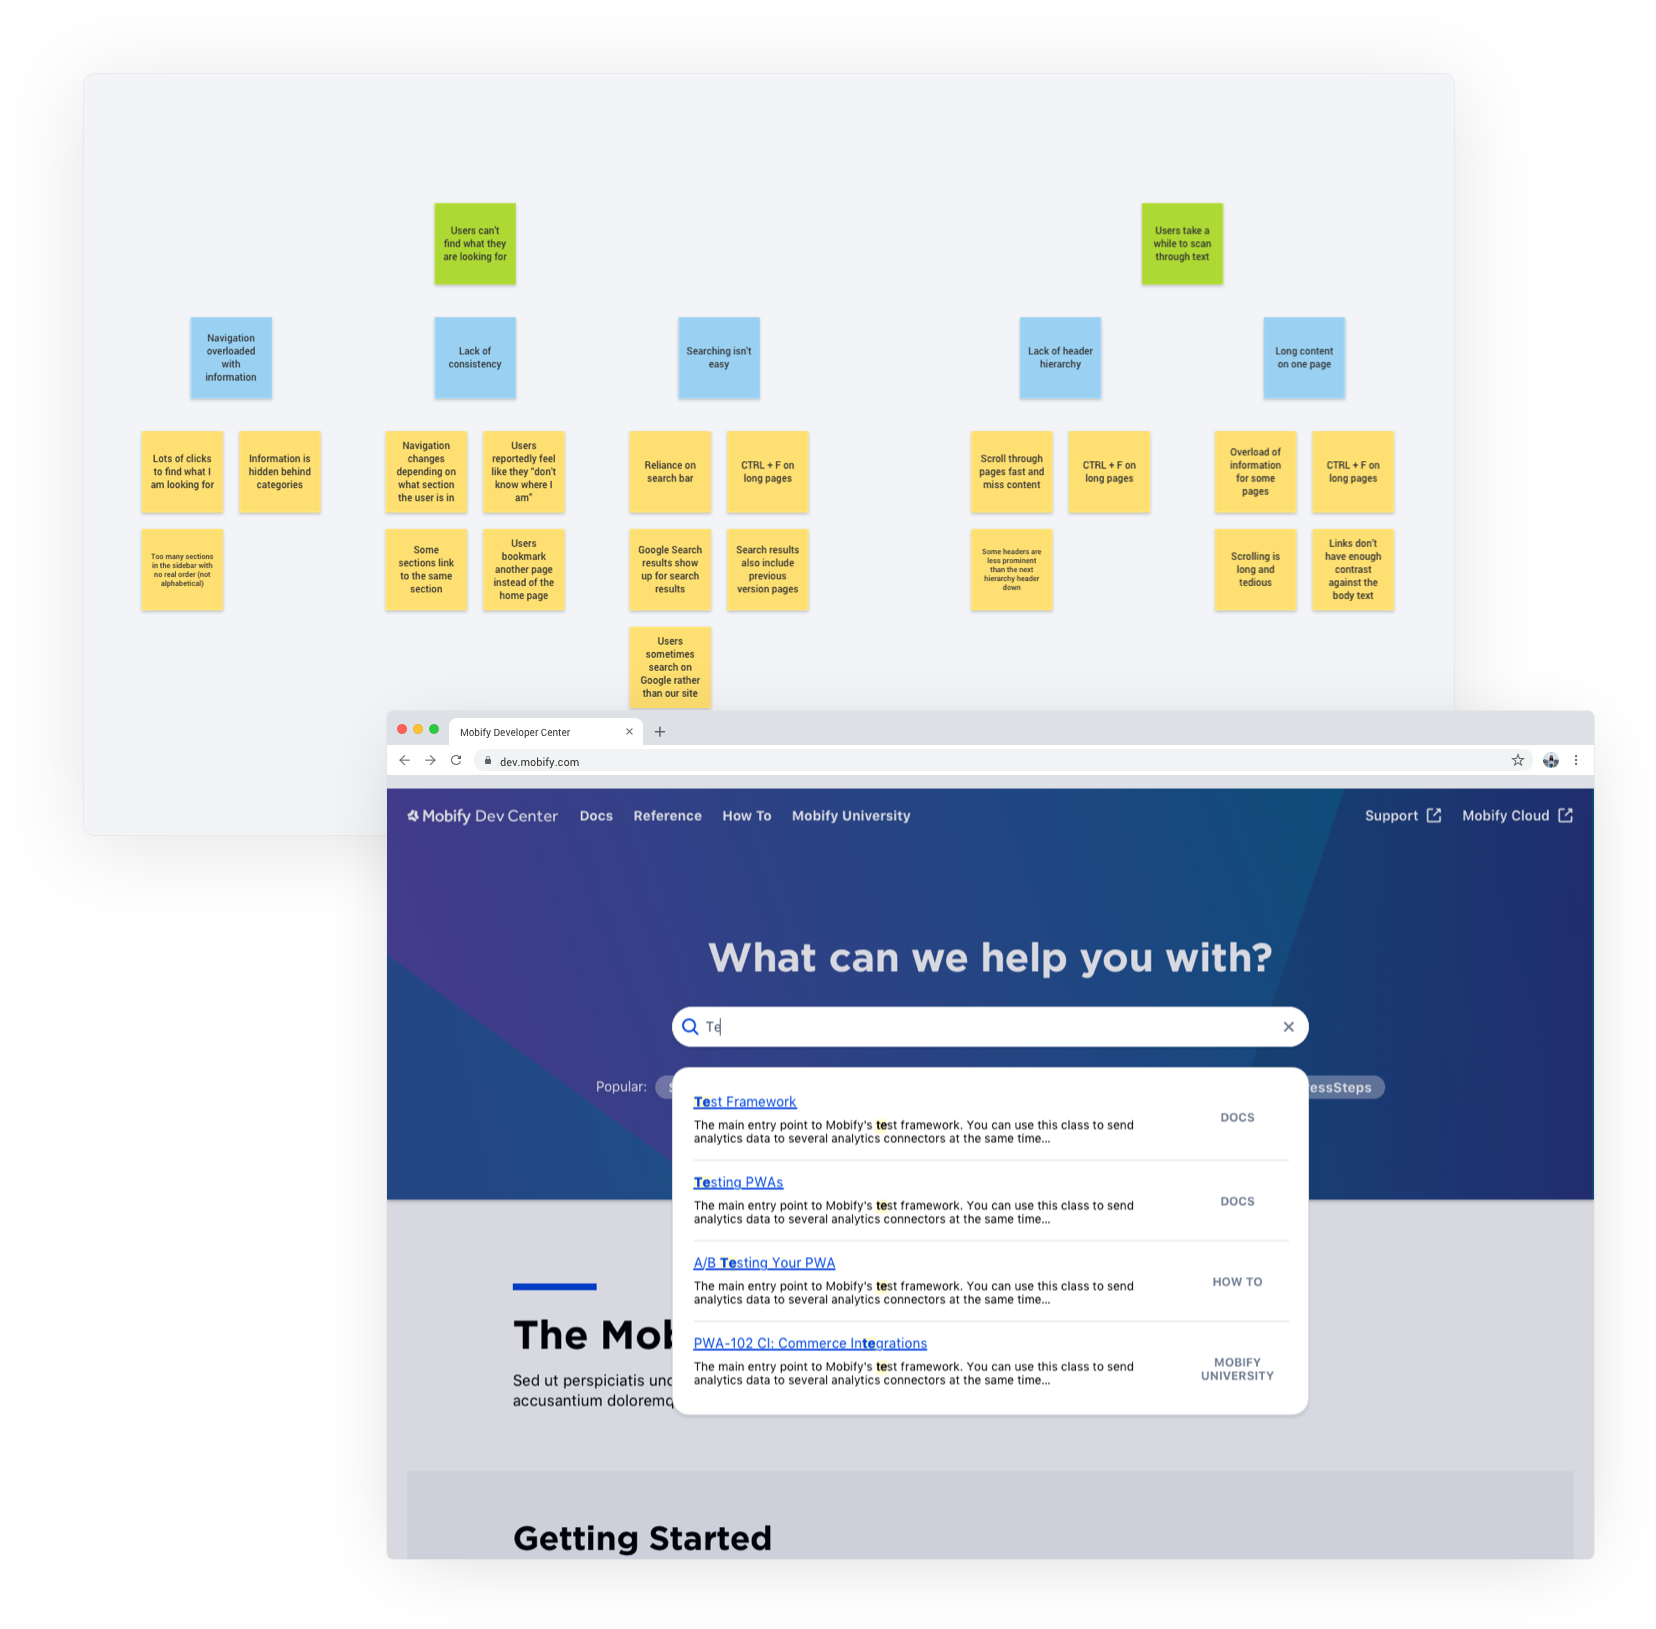 Users can't
find what they
are looking for
Users take a
while to scan
through text
Navigation
overloaded
with
information
Lack of
consistency
Searching isn't
easy
Lack of header
hierarchy
Long content
on one page
Lots of clicks
to find what I
am looking for
Information is
hidden behind
categories
Navigation
changes
depending on
what section
the user is in
Users
reportedly feel
like they "don't
know where I
am"
Reliance on
search bar
CTRL + F on
long pages
Scroll through
pages fast and
miss content
CTRL + F on
long pages
Overload of
information
for some
pages
CTRL + F on
long pages
Too many sections
in the sidebar with
no real order (not
alphabetical)
Some
sections link
to the same
section
Users
bookmark
another page
instead of the
home page
Google Search
results show
up for search
results
Search results
also include
previous
version pages
Some headers are
less prominent
than the next
hierarchy header
down
Scrolling is
long and
tedious
Links don't
have enough
contrast
against the
body text
Users
sometimes
search on
Google rather
than our site
Mobify Developer Center
dev.mobify.com
Mobify Dev Center Docs Reference How To Mobify University Support Mobify Cloud
What can we help you with?
Te
Popular: S essSteps
Test Framework
The main entry point to Mobify's test framework. You can use this class to send
analytics data to several analytics connectors at the same time...
DOCS
Testing PWAs
The main entry point to Mobify's test framework. You can use this class to send
analytics data to several analytics connectors at the same time...
DOCS
A/B Testing Your PWA
The main entry point to Mobify's test framework. You can use this class to send
analytics data to several analytics connectors at the same time...
HOW TO
PWA-102 CI: Commerce Integrations
The main entry point to Mobify's test framework. You can use this class to send
analytics data to several analytics connectors at the same time...
MOBIFY
UNIVERSITY
The Mob
Sed ut perspiciatis und
accusantium doloremq
Getting Started